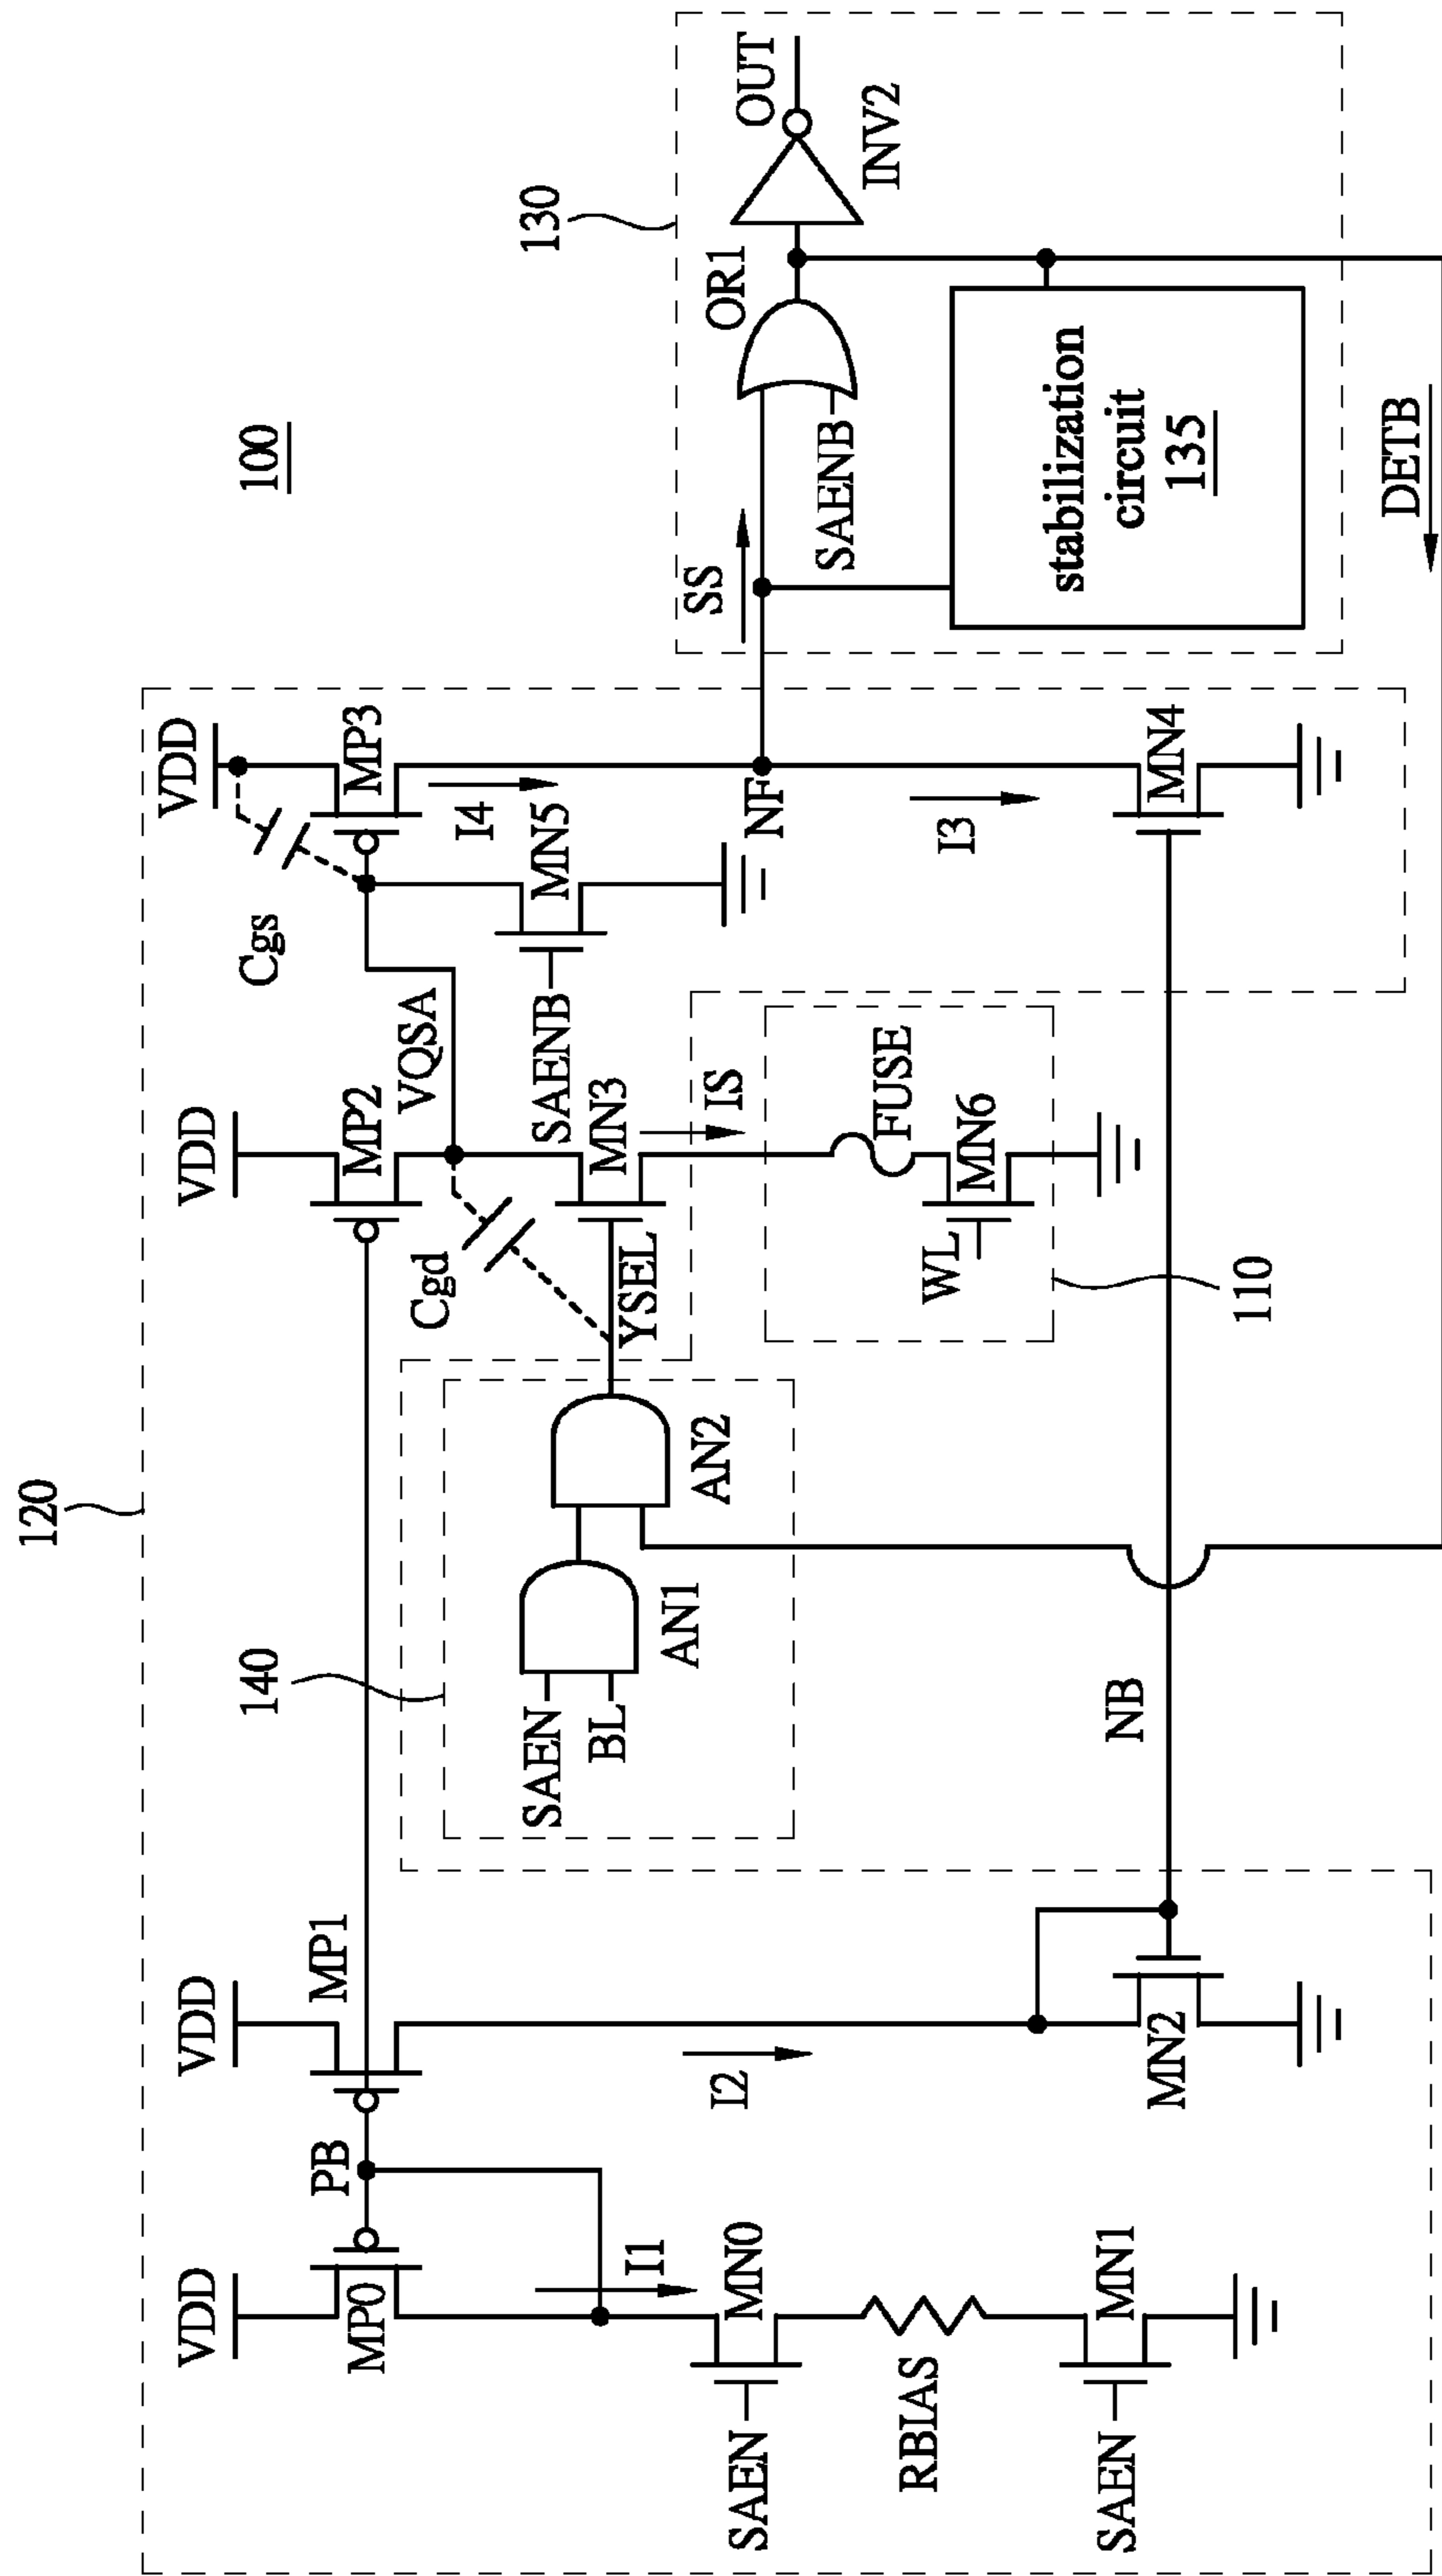 100
120
VDD
VDD
VDD
VDD
MP0
PB
MP1
MP2
MP3
Cgs
VQSA
Cgd
I1
I2
I4
I3
IS
MN5
SAENB
MN3
YSEL
140
SAEN
BL
AN1
AN2
FUSE
WL
MN6
110
NF
MN4
NB
MN2
SAEN
MN0
RBIAS
SAEN
MN1
130
SS
SAENB
OR1
OUT
INV2
stabilization
circuit
135
DETB